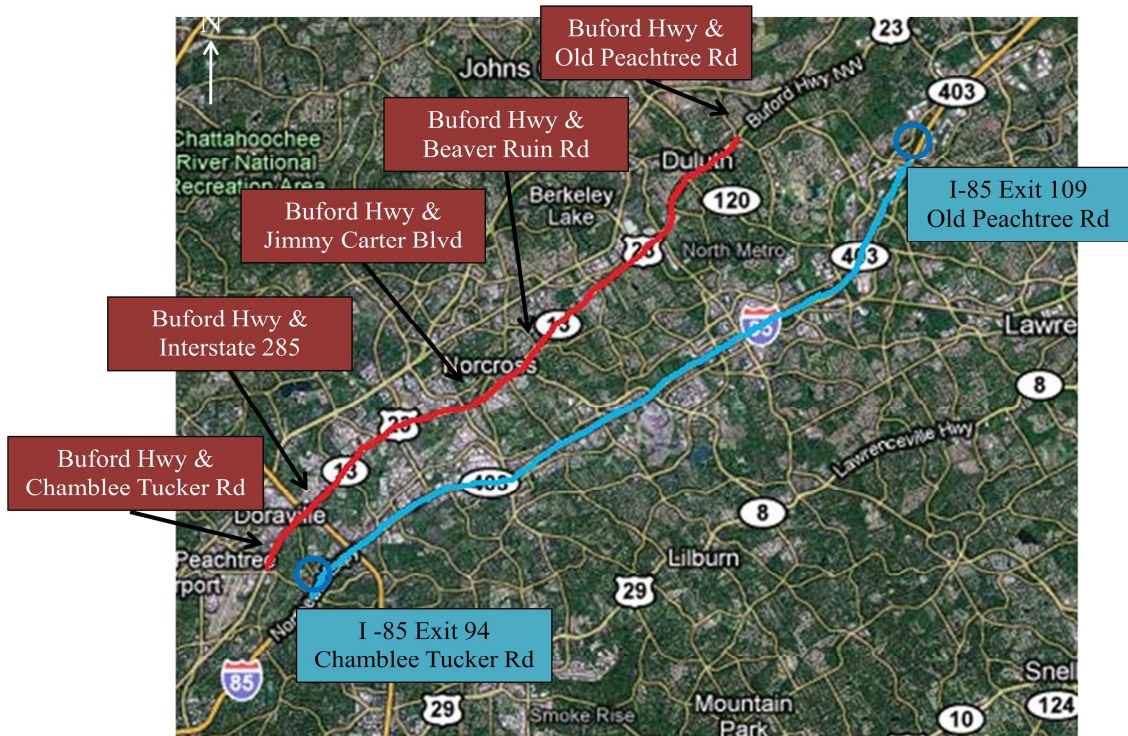 N
Buford Hwy &
Old Peachtree Rd
23
Johns
Buford Hwy NW
403
Buford Hwy &
Beaver Ruin Rd
Chattahoochee
River National
Recreation Area
Duluth
Berkeley
Lake
120
I-85 Exit 109
Old Peachtree Rd
Buford Hwy &
Jimmy Carter Blvd
23
North Metro
403
Buford Hwy &
Interstate 285
13
85
Lawre
Norcross
8
23
Lawrenceville Hwy
Buford Hwy &
Chamblee Tucker Rd
13
403
Doraville
8
Peachtree
rport
Lilburn
29
I -85 Exit 94
Chamblee Tucker Rd
85
29
Smoke Rise
Mountain
Park
Snel
124
10